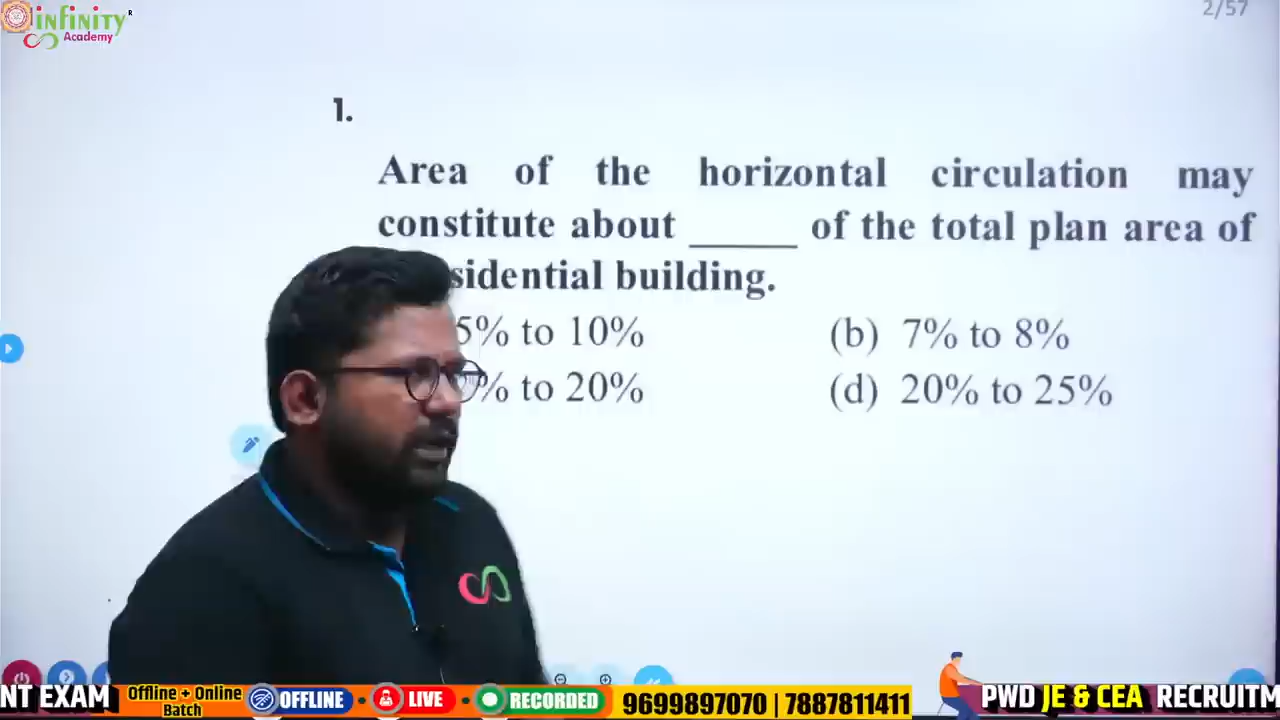 infinity
Academy
2/57
1.
Area of the horizontal circulation may
constitute about ______ of the total plan area of
sidential building.
5% to 10%
(b) 7% to 8%
% to 20%
(d) 20% to 25%
NT EXAM
Offline + Online
Batch
OFFLINE
LIVE
RECORDED
9699897070 | 7887811411
PWD JE & CEA RECRUITM